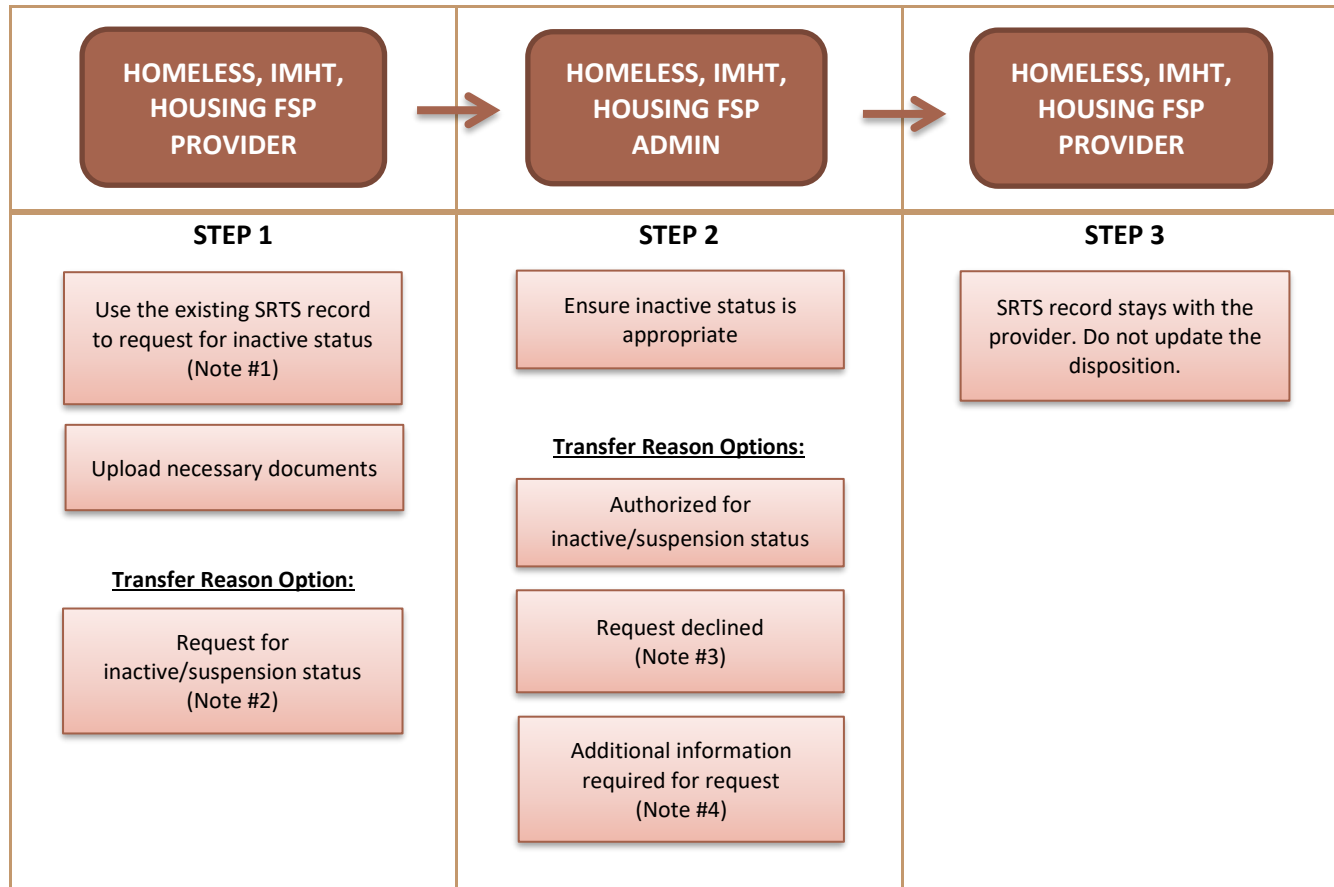 HOMELESS, IMHT,
HOUSING FSP
PROVIDER
HOMELESS, IMHT,
HOUSING FSP
ADMIN
HOMELESS, IMHT,
HOUSING FSP
PROVIDER
STEP 1
Use the existing SRTS record
to request for inactive status
(Note #1)
Upload necessary documents
Transfer Reason Option:
Request for
inactive/suspension status
(Note #2)
STEP 2
Ensure inactive status is
appropriate
Transfer Reason Options:
Authorized for
inactive/suspension status
Request declined
(Note #3)
Additional information
required for request
(Note #4)
STEP 3
SRTS record stays with the
provider. Do not update the
disposition.